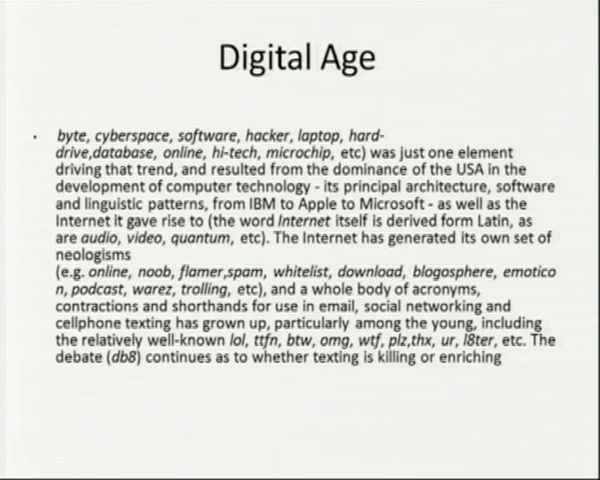 Digital Age
• byte, cyberspace, software, hacker, laptop, hard-
drive,database, online, hi-tech, microchip, etc) was just one element
driving that trend, and resulted from the dominance of the USA in the
development of computer technology - its principal architecture, software
and linguistic patterns, from IBM to Apple to Microsoft - as well as the
Internet it gave rise to (the word Internet itself is derived form Latin, as
are audio, video, quantum, etc). The Internet has generated its own set of
neologisms
(e.g. online, noob, flamer,spam, whitelist, download, blogosphere, emotico
n, podcast, warez, trolling, etc), and a whole body of acronyms,
contractions and shorthands for use in email, social networking and
cellphone texting has grown up, particularly among the young, including
the relatively well-known lol, ttfn, btw, omg, wtf, plz,thx, ur, l8ter, etc. The
debate (db8) continues as to whether texting is killing or enriching